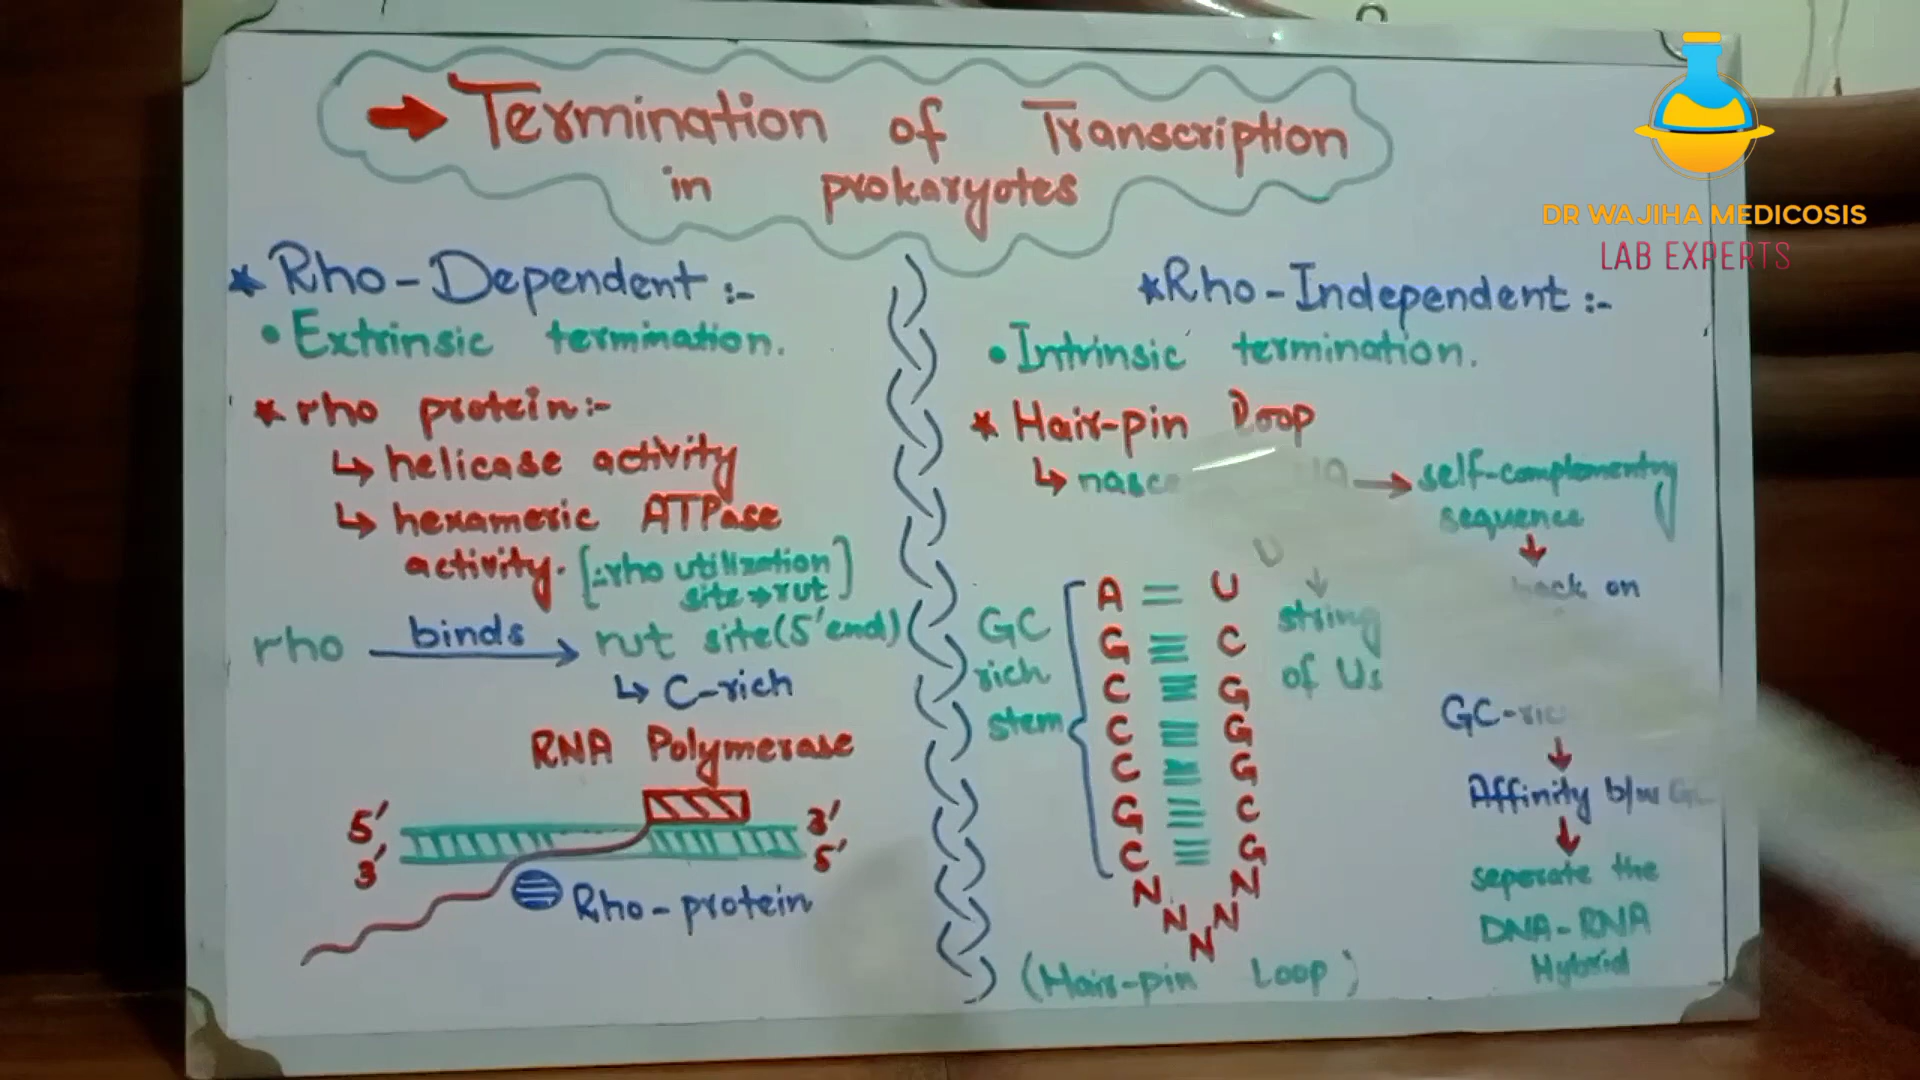 Termination of Transcription
in prokaryotes
DR WAJIHA MEDICOSIS
LAB EXPERTS
★ Rho-Dependent :-
• Extrinsic termination.
★ rho protein:-
↳ helicase activity
↳ hexameric ATPase
activity. [∴rho utilization
site→rut]
rho binds rut site(5'end)
↳ C-rich
RNA Polymerase
5' 3'
3' 5'
Rho-protein
★Rho-Independent :-
• Intrinsic termination.
★ Hair-pin Loop
↳ → self-complementry
sequence
↓
back on
GC
rich
stem
U
↓
string
of Us
A = U
G ≡ C
C ≡ G
C ≡ G
C ≡ G
G ≡ C
C ≡ G
N N
N N
N
(Hair-pin Loop)
↓
Affinity b/w GC
↓
seperate the
DNA-RNA
Hybrid